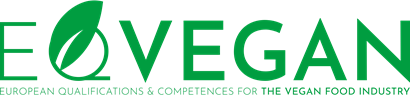 EQVEGAN
EUROPEAN QUALIFICATIONS & COMPETENCES FOR THE VEGAN FOOD INDUSTRY